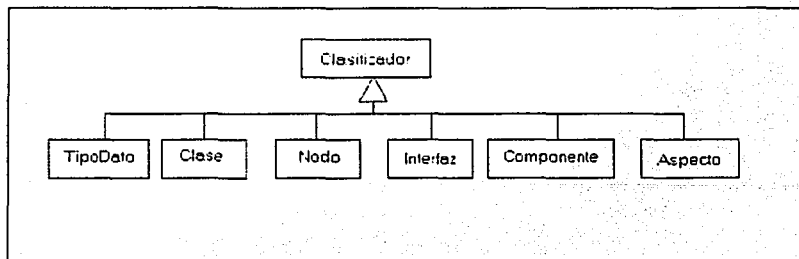 Clasificador
TipoDato Clase Nodo Interfaz Componente Aspecto